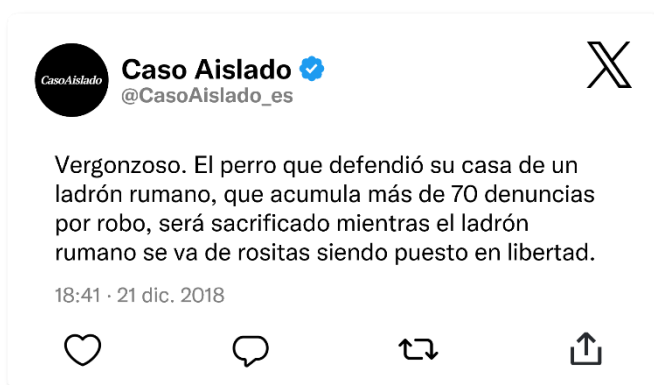 CasoAislado
Caso Aislado
@CasoAislado_es
Vergonzoso. El perro que defendió su casa de un
ladrón rumano, que acumula más de 70 denuncias
por robo, será sacrificado mientras el ladrón
rumano se va de rositas siendo puesto en libertad.
18:41 · 21 dic. 2018